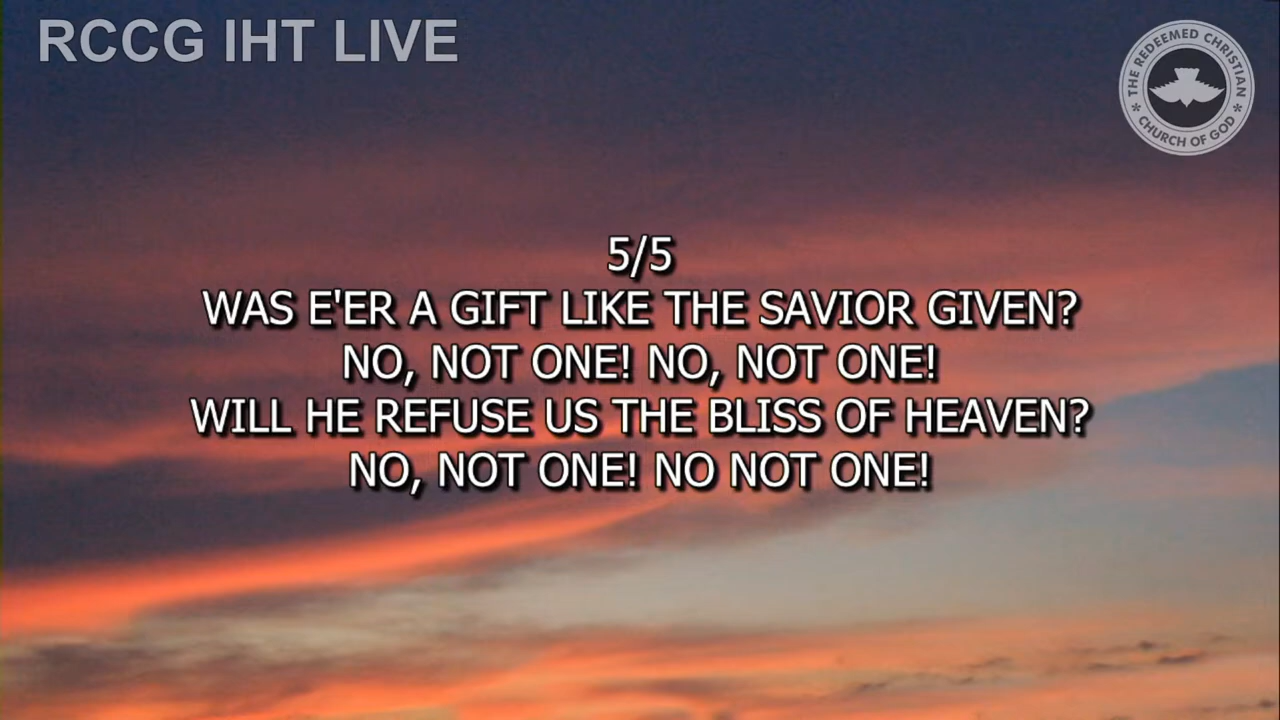 RCCG IHT LIVE
THE REDEEMED CHRISTIAN
* CHURCH OF GOD *
5/5
WAS E'ER A GIFT LIKE THE SAVIOR GIVEN?
NO, NOT ONE! NO, NOT ONE!
WILL HE REFUSE US THE BLISS OF HEAVEN?
NO, NOT ONE! NO NOT ONE!